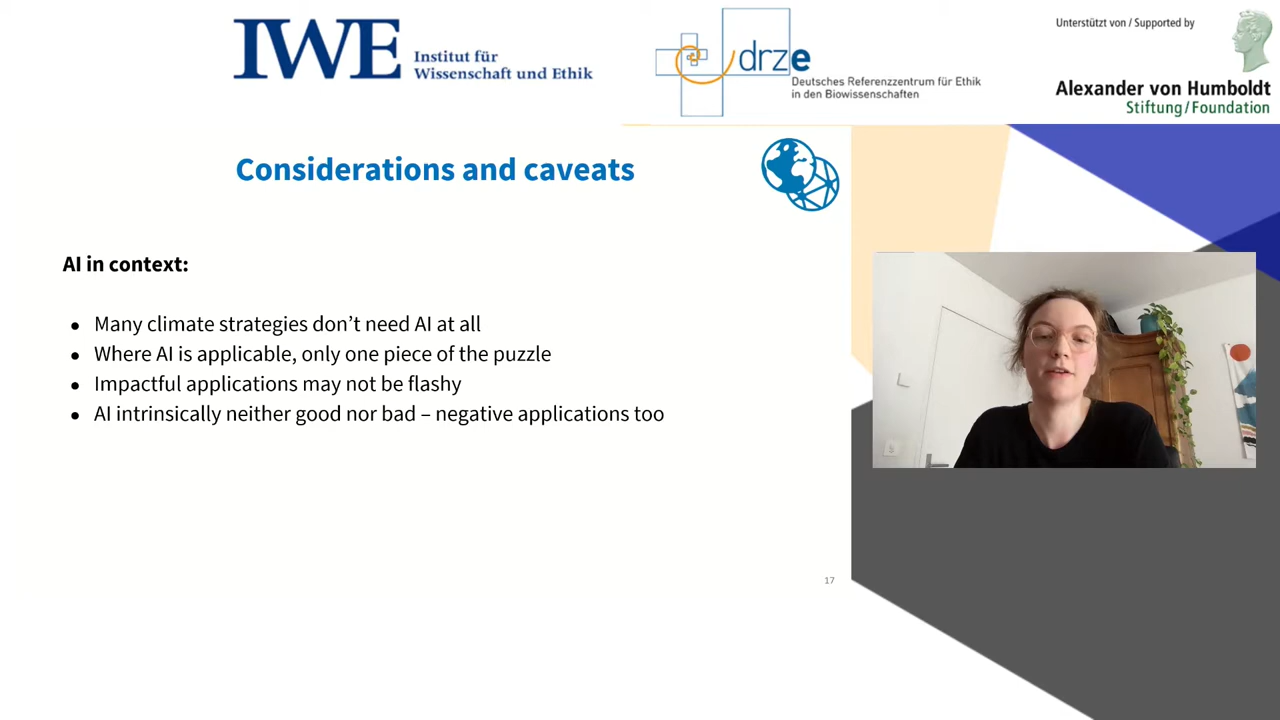 IWE
Institut für
Wissenschaft und Ethik
drze
Deutsches Referenzzentrum für Ethik
in den Biowissenschaften
Unterstützt von / Supported by
Alexander von Humboldt
Stiftung/Foundation
Considerations and caveats
AI in context:
● Many climate strategies don’t need AI at all
● Where AI is applicable, only one piece of the puzzle
● Impactful applications may not be flashy
● AI intrinsically neither good nor bad – negative applications too
17